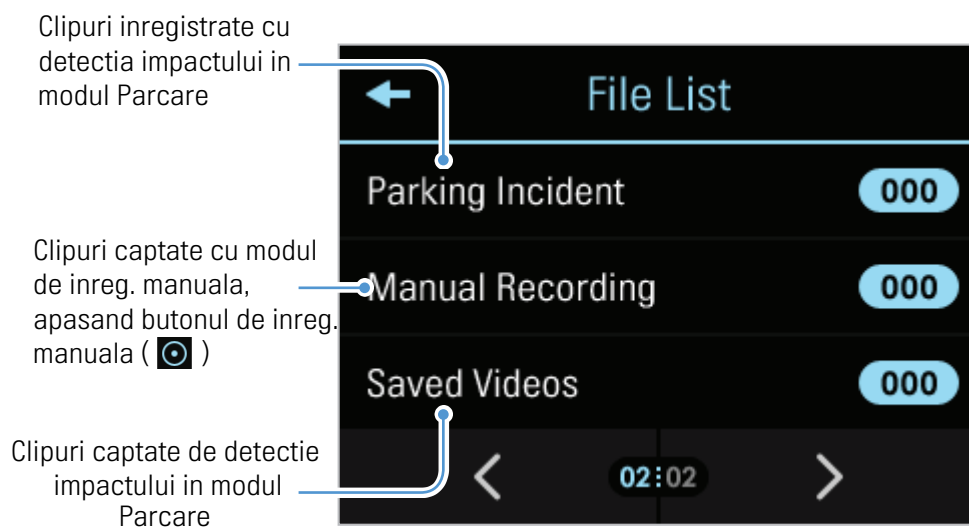 Clipuri inregistrate cu
detectia impactului in
modul Parcare
File List
Parking Incident
000
Clipuri captate cu modul
de inreg. manuala,
apasand butonul de inreg.
manuala ( )
Manual Recording
000
Saved Videos
000
Clipuri captate de detectie
impactului in modul
Parcare
02:02